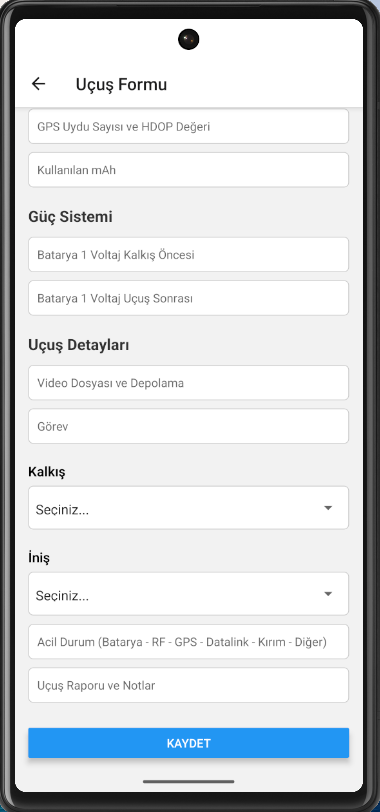 Uçuş Formu
GPS Uydu Sayısı ve HDOP Değeri
Kullanılan mAh
Güç Sistemi
Batarya 1 Voltaj Kalkış Öncesi
Batarya 1 Voltaj Uçuş Sonrası
Uçuş Detayları
Video Dosyası ve Depolama
Görev
Kalkış
Seçiniz...
İniş
Seçiniz...
Acil Durum (Batarya - RF - GPS - Datalink - Kırım - Diğer)
Uçuş Raporu ve Notlar
KAYDET